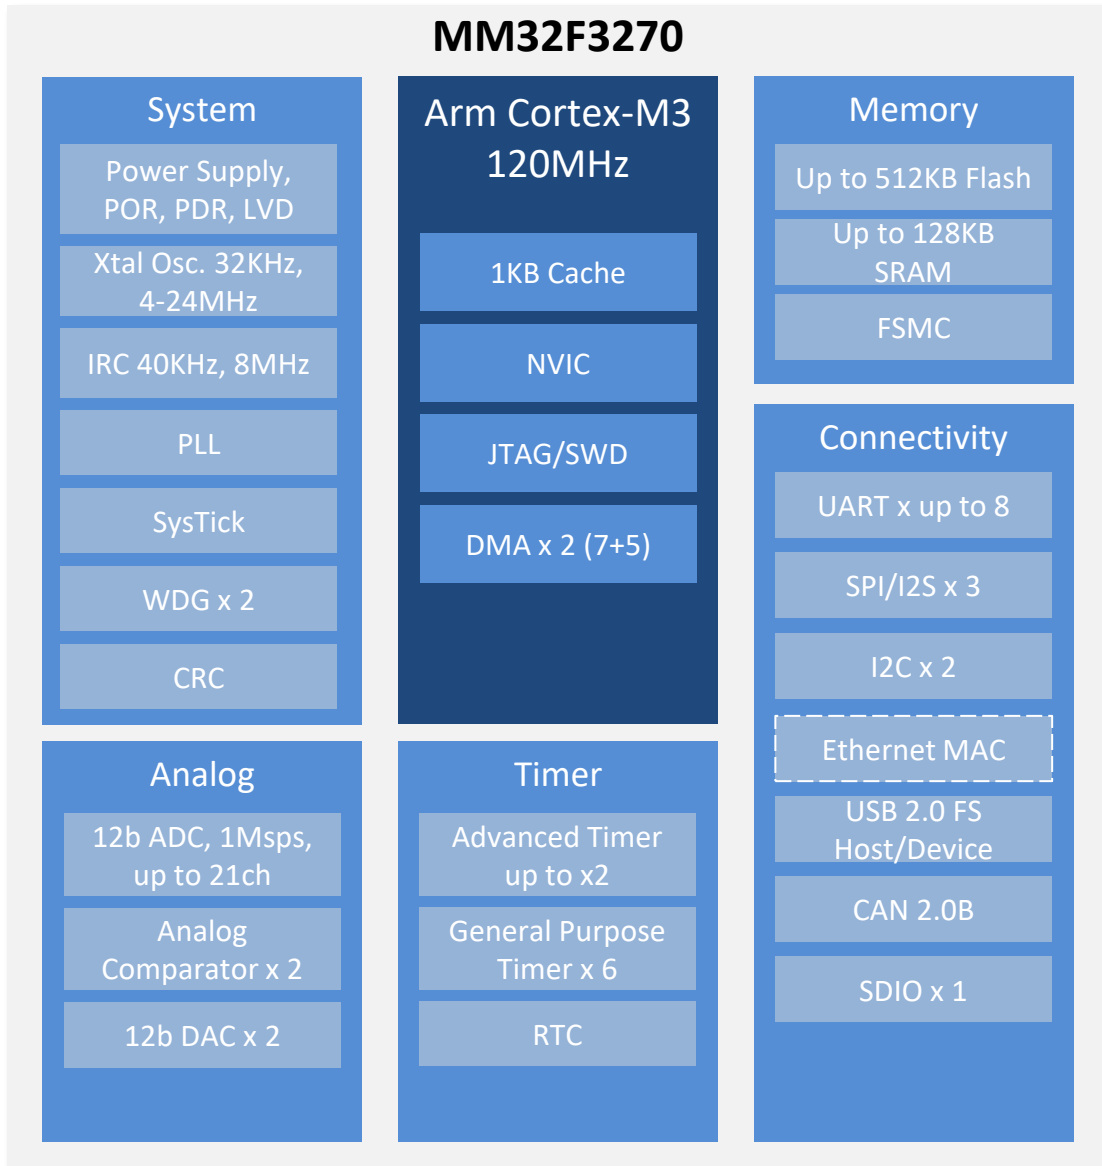 MM32F3270
System
Power Supply,
POR, PDR, LVD
Xtal Osc. 32KHz,
4-24MHz
IRC 40KHz, 8MHz
PLL
SysTick
WDG x 2
CRC
Arm Cortex-M3
120MHz
1KB Cache
NVIC
JTAG/SWD
DMA x 2 (7+5)
Memory
Up to 512KB Flash
Up to 128KB
SRAM
FSMC
Connectivity
UART x up to 8
SPI/I2S x 3
I2C x 2
Ethernet MAC
USB 2.0 FS
Host/Device
CAN 2.0B
SDIO x 1
Analog
12b ADC, 1Msps,
up to 21ch
Analog
Comparator x 2
12b DAC x 2
Timer
Advanced Timer
up to x2
General Purpose
Timer x 6
RTC